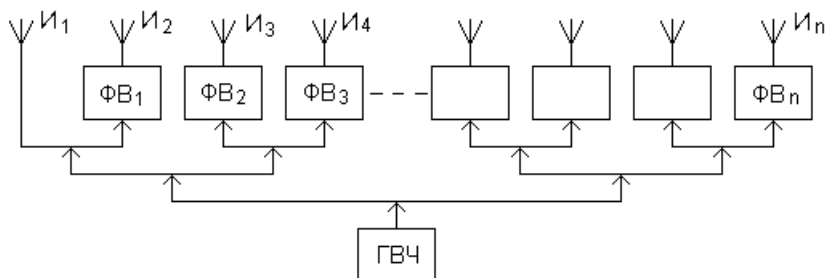 И₁ И₂ И₃ И₄ Иₙ
ФВ₁ ФВ₂ ФВ₃ ФВₙ
ГВЧ